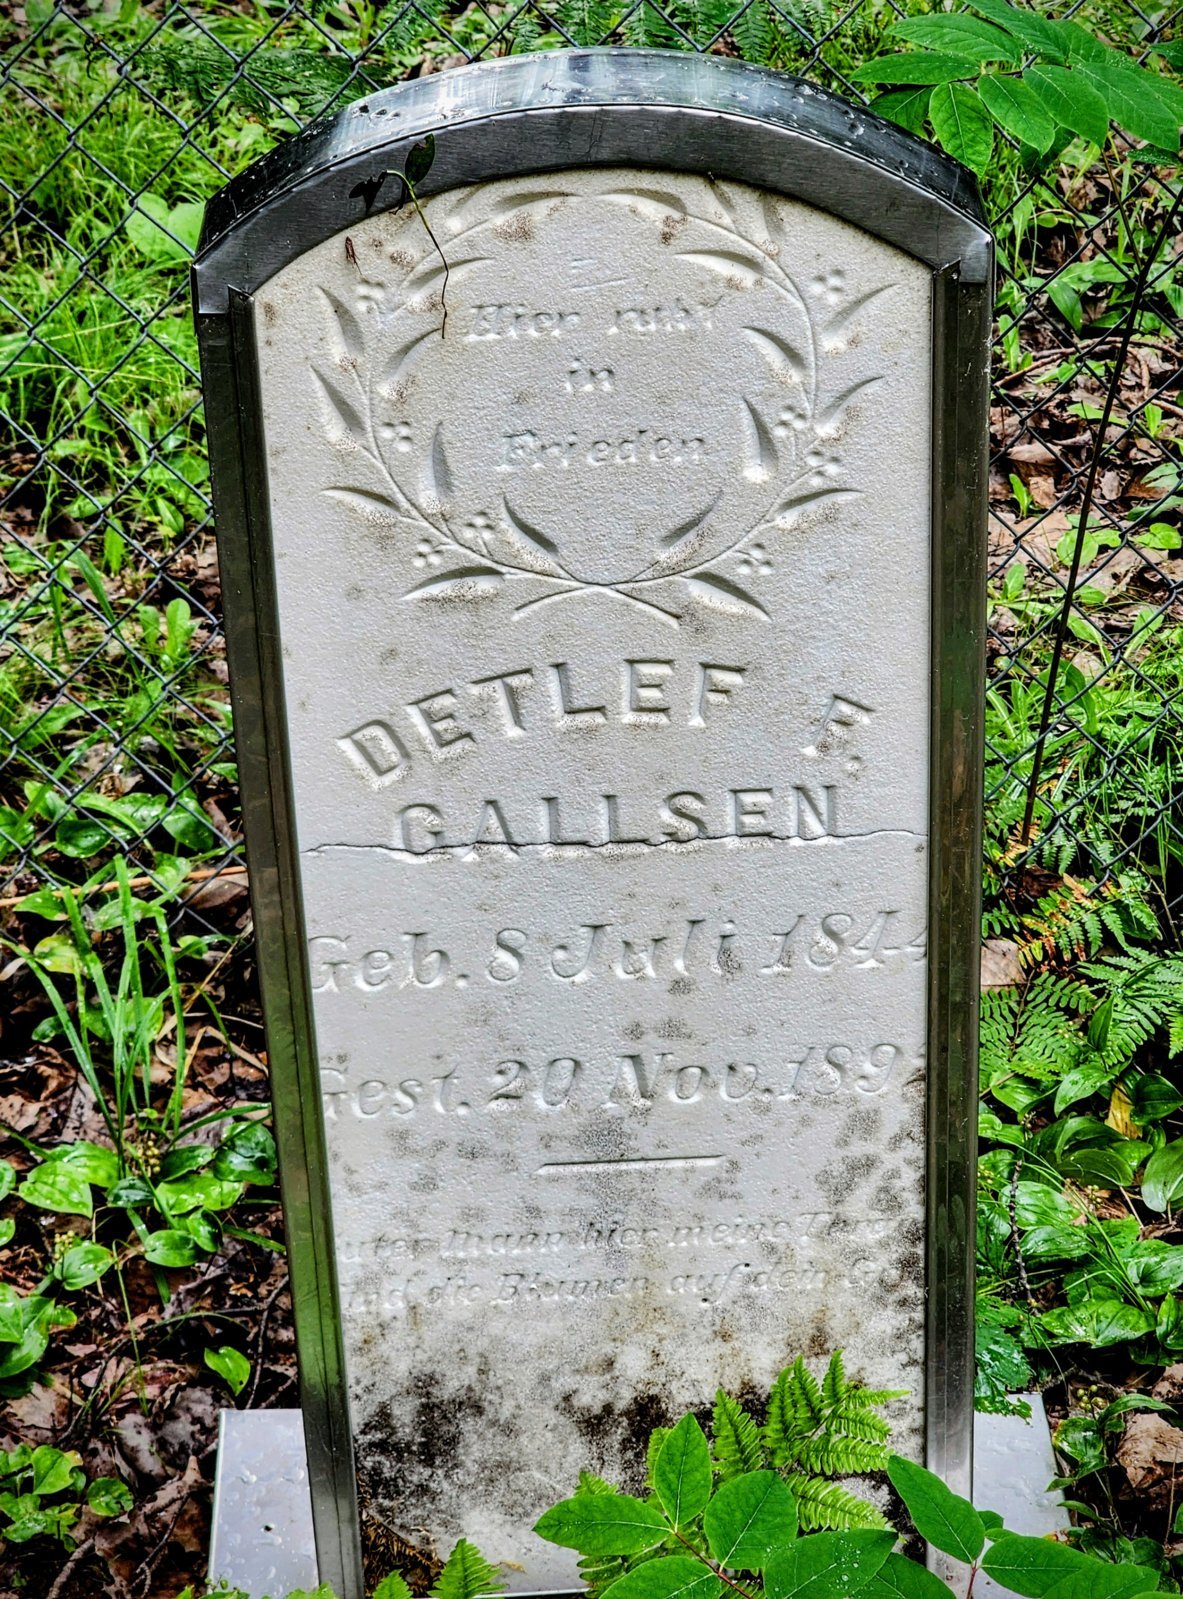 Hier ruht
in
Frieden
DETLEF F.
GALLSEN
Geb. 8 Juli 1844
Gest. 20 Nov. 189
mann hier meine
die Blumen auf dein